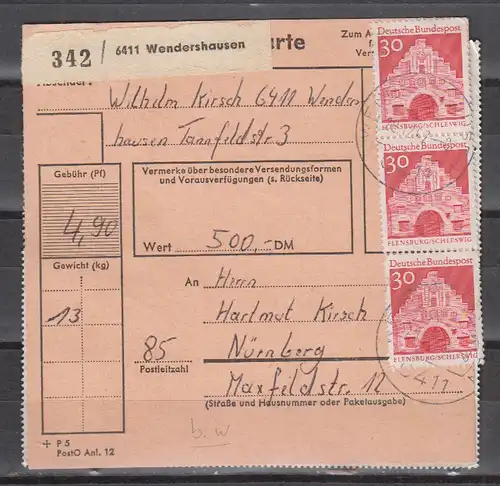 342 / 6411 Wendershausen
arte
Zum A
Ver
Absender
Wilhelm Kirsch 6411 Wenders
hausen Tannfeldstr 3
Gebühr (Pf)
4,90
Gewicht (kg)
13
Vermerke über besondere Versendungsformen
und Vorausverfügungen (s. Rückseite)
Wert 500,- DM
An Herrn
Hartmut Kirsch
85 Nürnberg
Postleitzahl
Maxfeldstr. 12
(Straße und Hausnummer oder Paketausgabe)
b.w
+ P 5
PostO Anl. 12
30 Deutsche Bundespost
FLENSBURG/SCHLESWIG
30 Deutsche Bundespost
FLENSBURG/SCHLESWIG
30 Deutsche Bundespost
FLENSBURG/SCHLESWIG
6411